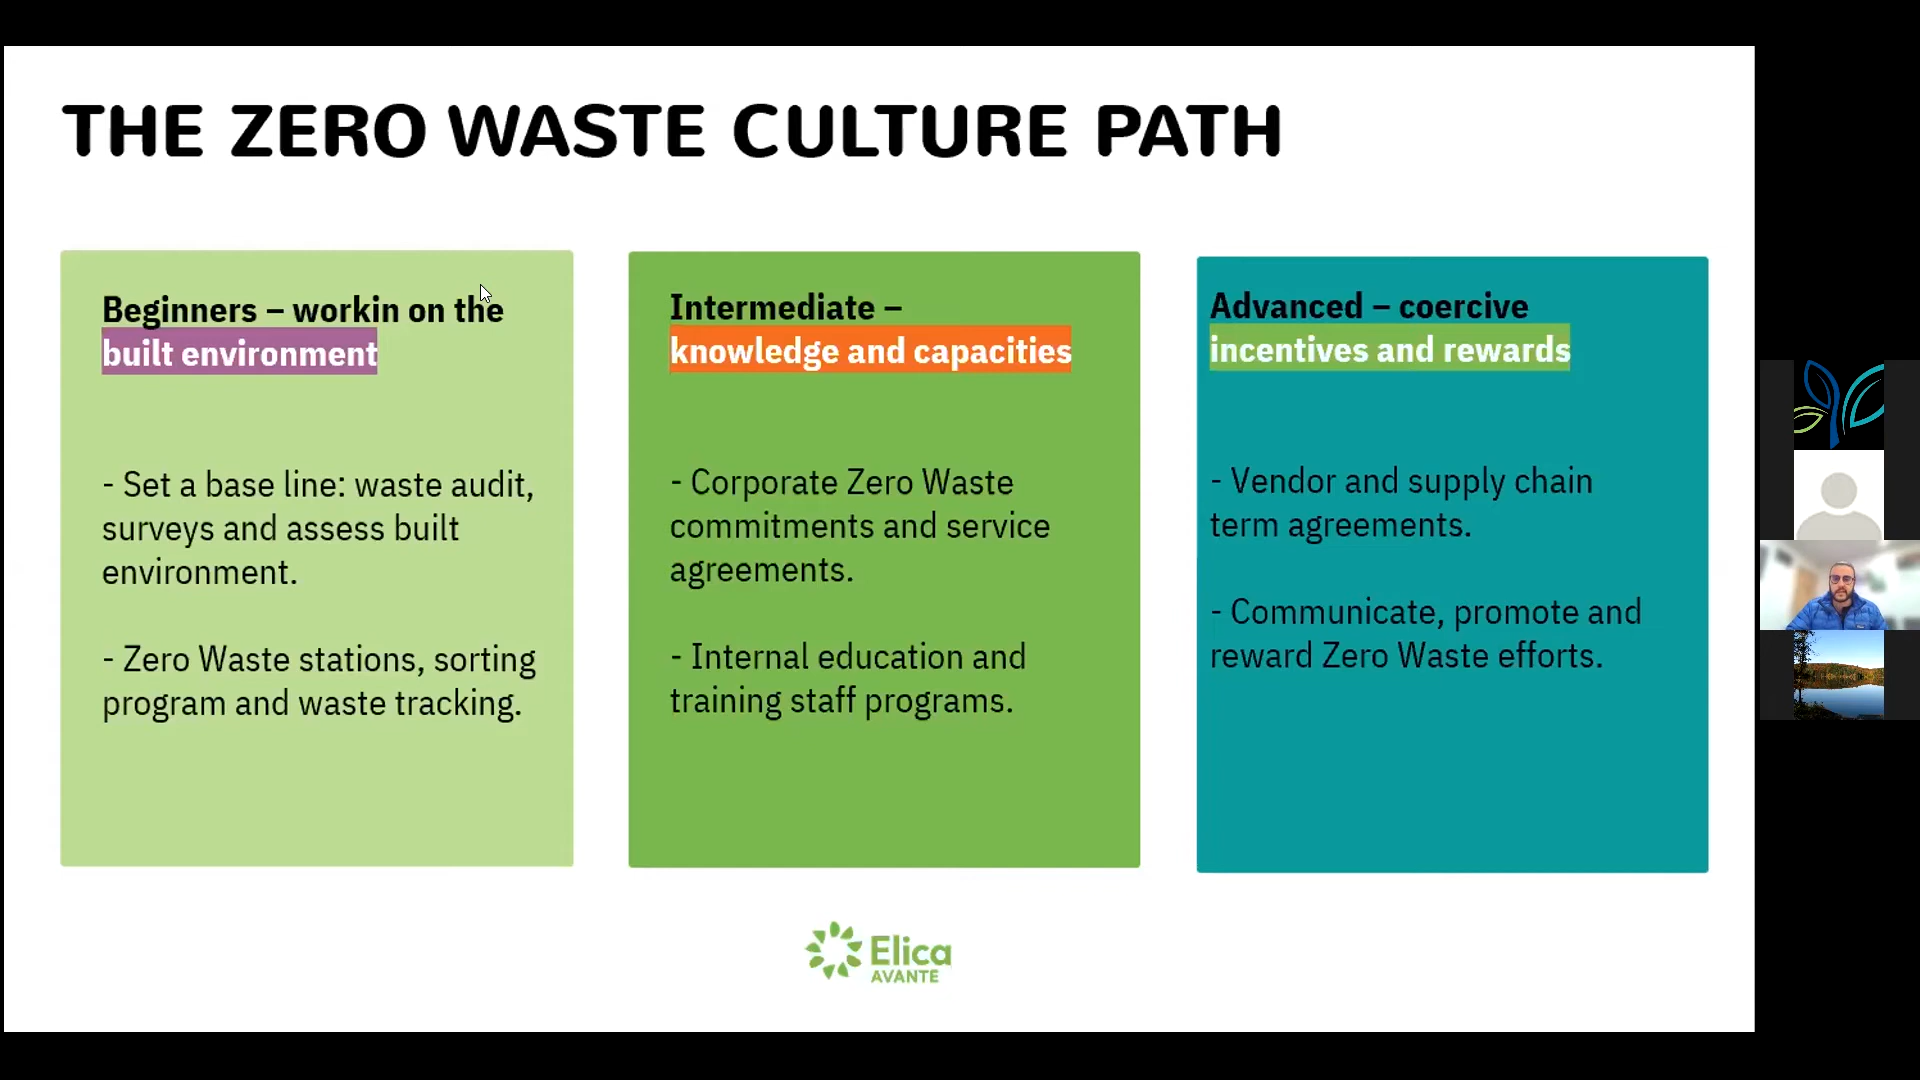 THE ZERO WASTE CULTURE PATH
Beginners – workin on the
built environment
- Set a base line: waste audit,
surveys and assess built
environment.
- Zero Waste stations, sorting
program and waste tracking.
Intermediate –
knowledge and capacities
- Corporate Zero Waste
commitments and service
agreements.
- Internal education and
training staff programs.
Advanced – coercive
incentives and rewards
- Vendor and supply chain
term agreements.
- Communicate, promote and
reward Zero Waste efforts.
Elica
AVANTE